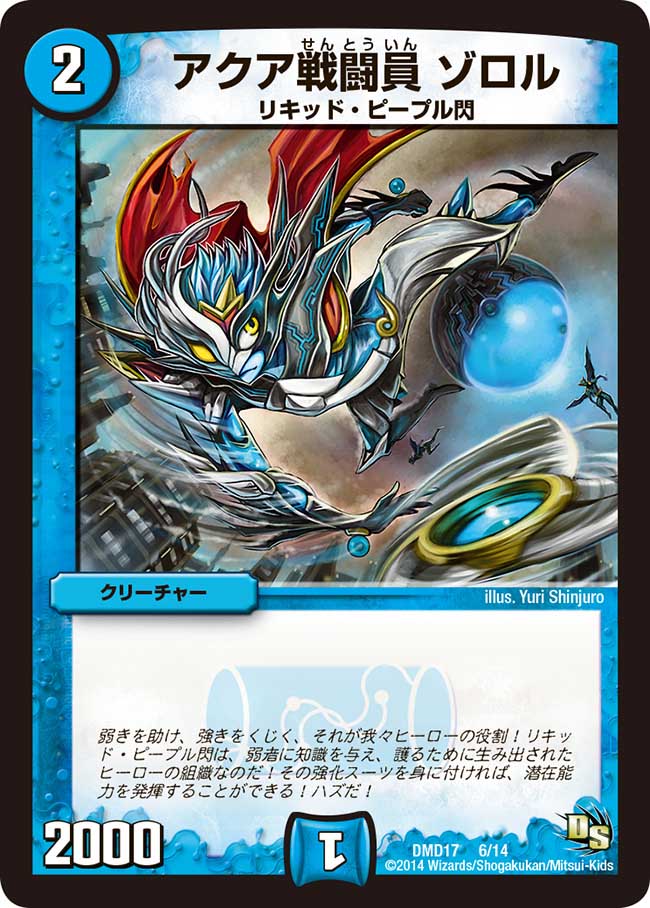 2
せんとういん
アクア戦闘員 ゾロル
リキッド・ピープル閃
クリーチャー
illus. Yuri Shinjuro
弱きを助け、強きをくじく、それが我々ヒーローの役割！リキッ
ド・ピープル閃は、弱者に知識を与え、護るために生み出された
ヒーローの組織なのだ！その強化スーツを身に付ければ、潜在能
力を発揮することができる！ハズだ！
2000
1
DS
DMD17 6/14
©2014 Wizards/Shogakukan/Mitsui-Kids